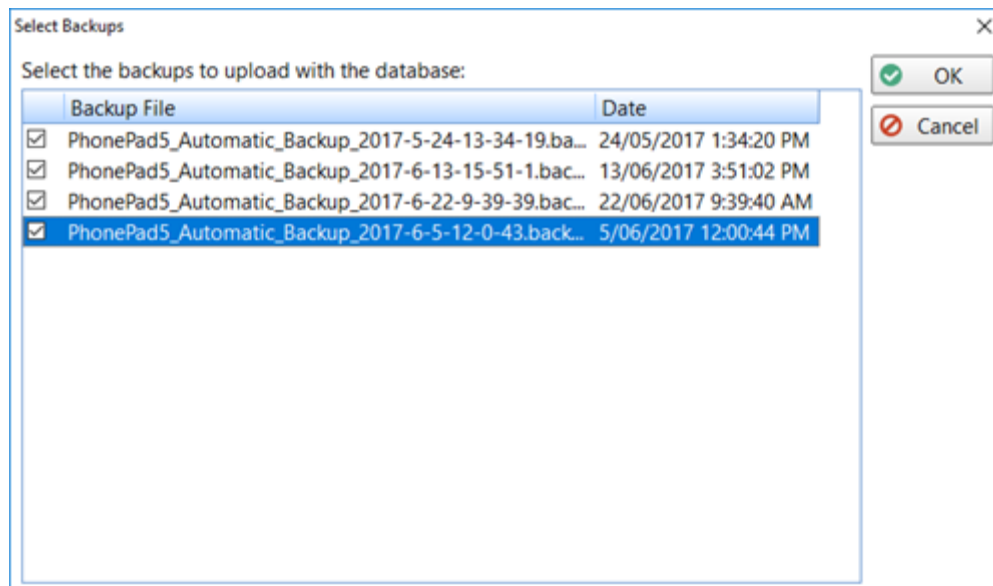 Select Backups
Select the backups to upload with the database:
OK
Cancel
Backup File Date
PhonePad5_Automatic_Backup_2017-5-24-13-34-19.ba... 24/05/2017 1:34:20 PM
PhonePad5_Automatic_Backup_2017-6-13-15-51-1.bac... 13/06/2017 3:51:02 PM
PhonePad5_Automatic_Backup_2017-6-22-9-39-39.bac... 22/06/2017 9:39:40 AM
PhonePad5_Automatic_Backup_2017-6-5-12-0-43.back... 5/06/2017 12:00:44 PM